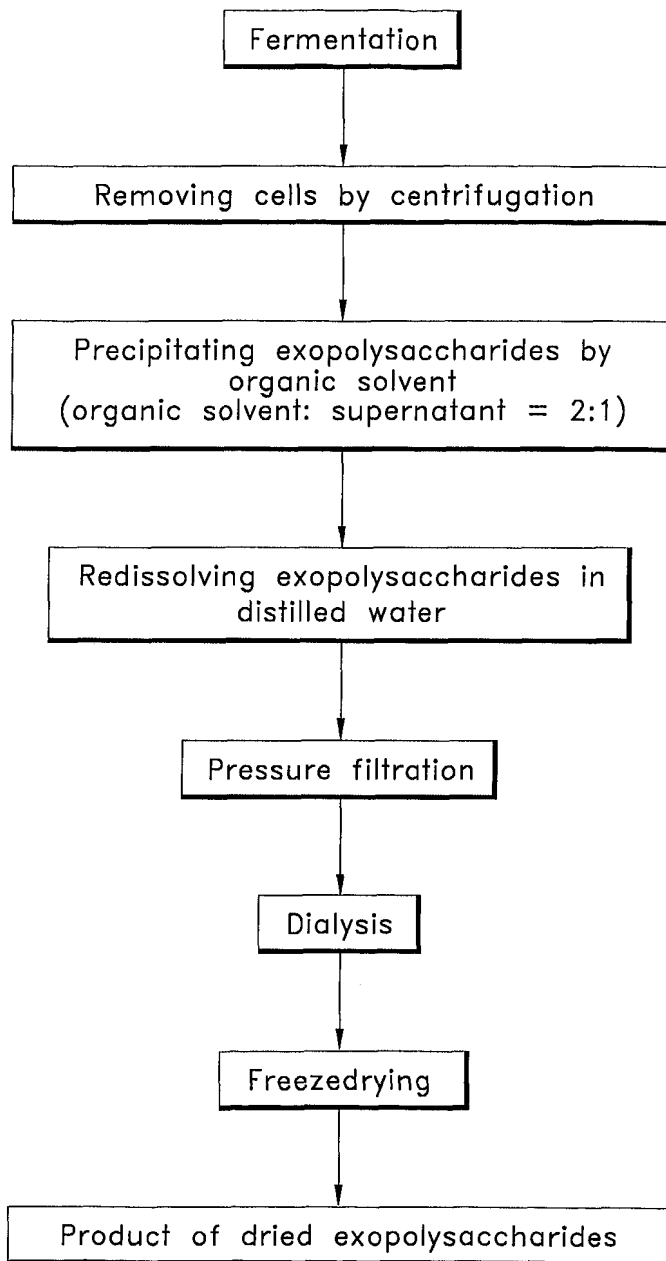 Fermentation
Removing cells by centrifugation
Precipitating exopolysaccharides by
organic solvent
(organic solvent: supernatant = 2:1)
Redissolving exopolysaccharides in
distilled water
Pressure filtration
Dialysis
Freezedrying
Product of dried exopolysaccharides